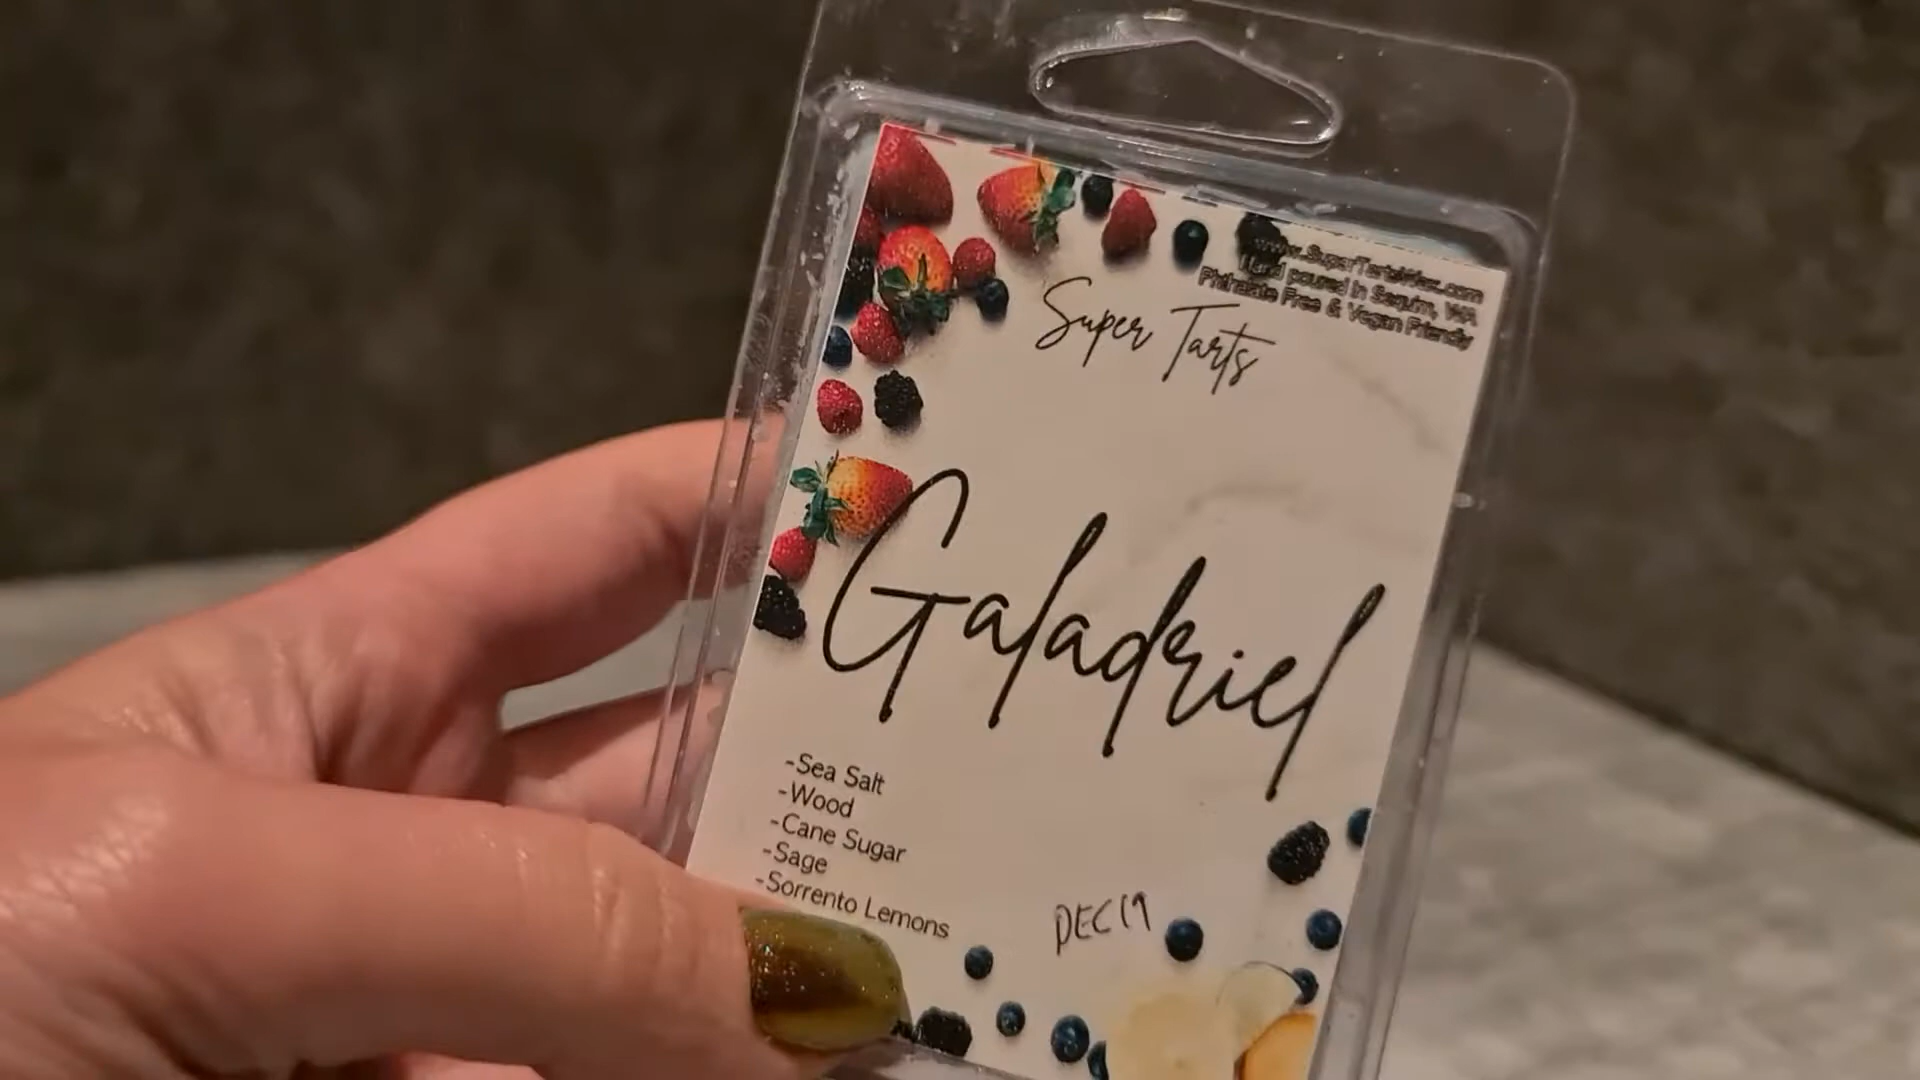 www.SuperTartsWax.com
Hand poured in Sequim, WA
Phthalate Free & Vegan Friendly
Super Tarts
Galadriel
-Sea Salt
-Wood
-Cane Sugar
-Sage
-Sorrento Lemons
DEC 19